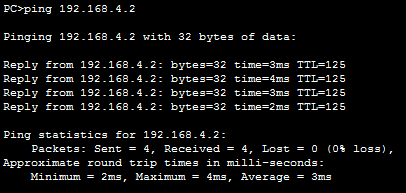 PC>ping 192.168.4.2
Pinging 192.168.4.2 with 32 bytes of data:
Reply from 192.168.4.2: bytes=32 time=3ms TTL=125
Reply from 192.168.4.2: bytes=32 time=4ms TTL=125
Reply from 192.168.4.2: bytes=32 time=3ms TTL=125
Reply from 192.168.4.2: bytes=32 time=2ms TTL=125
Ping statistics for 192.168.4.2:
Packets: Sent = 4, Received = 4, Lost = 0 (0% loss),
Approximate round trip times in milli-seconds:
Minimum = 2ms, Maximum = 4ms, Average = 3ms